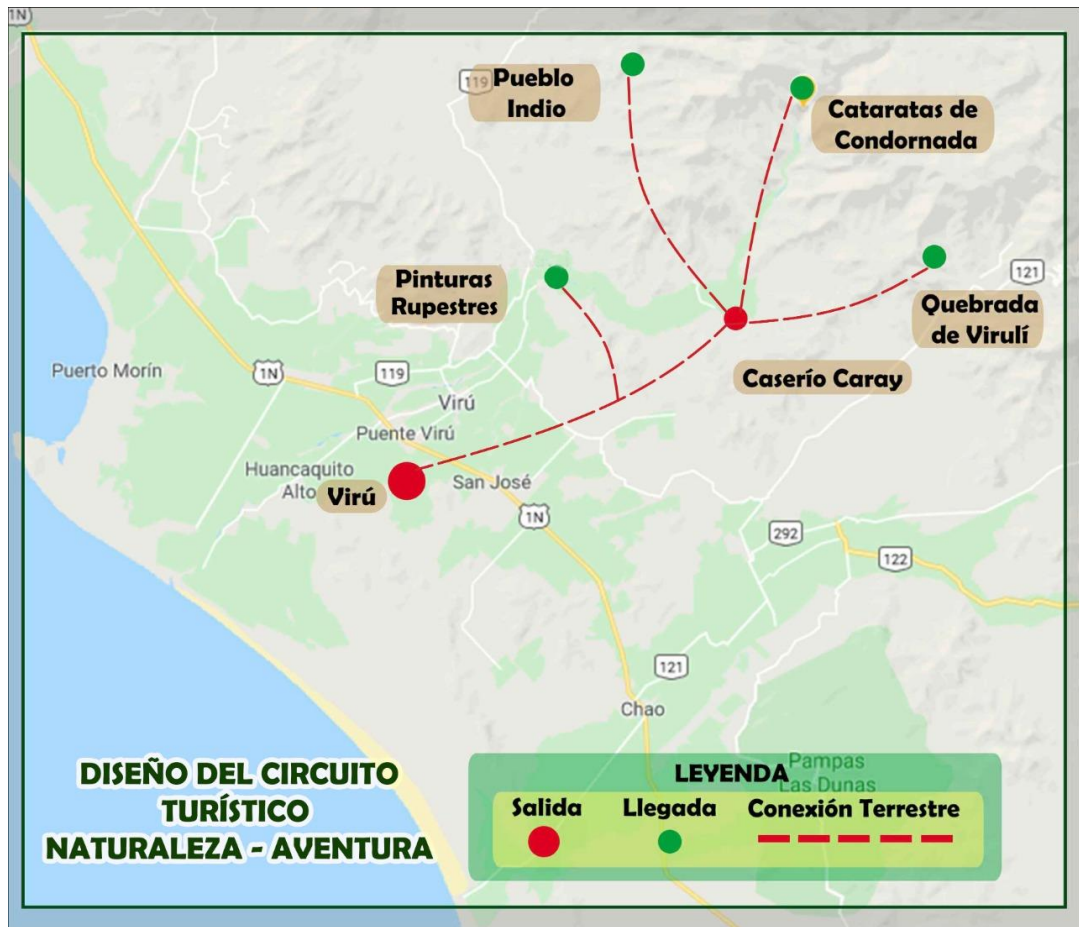 1N
119
Pueblo
Indio
Cataratas de
Condornada
Pinturas
Rupestres
121
Quebrada
de Virulí
Puerto Morín
1N
119
Caserío Caray
Virú
Puente Virú
Huancaquito
Alto
Virú
San José
1N
292
122
121
Chao
DISEÑO DEL CIRCUITO
TURÍSTICO
NATURALEZA - AVENTURA
Pampas
Las Dunas
LEYENDA
Salida
Llegada
Conexión Terrestre